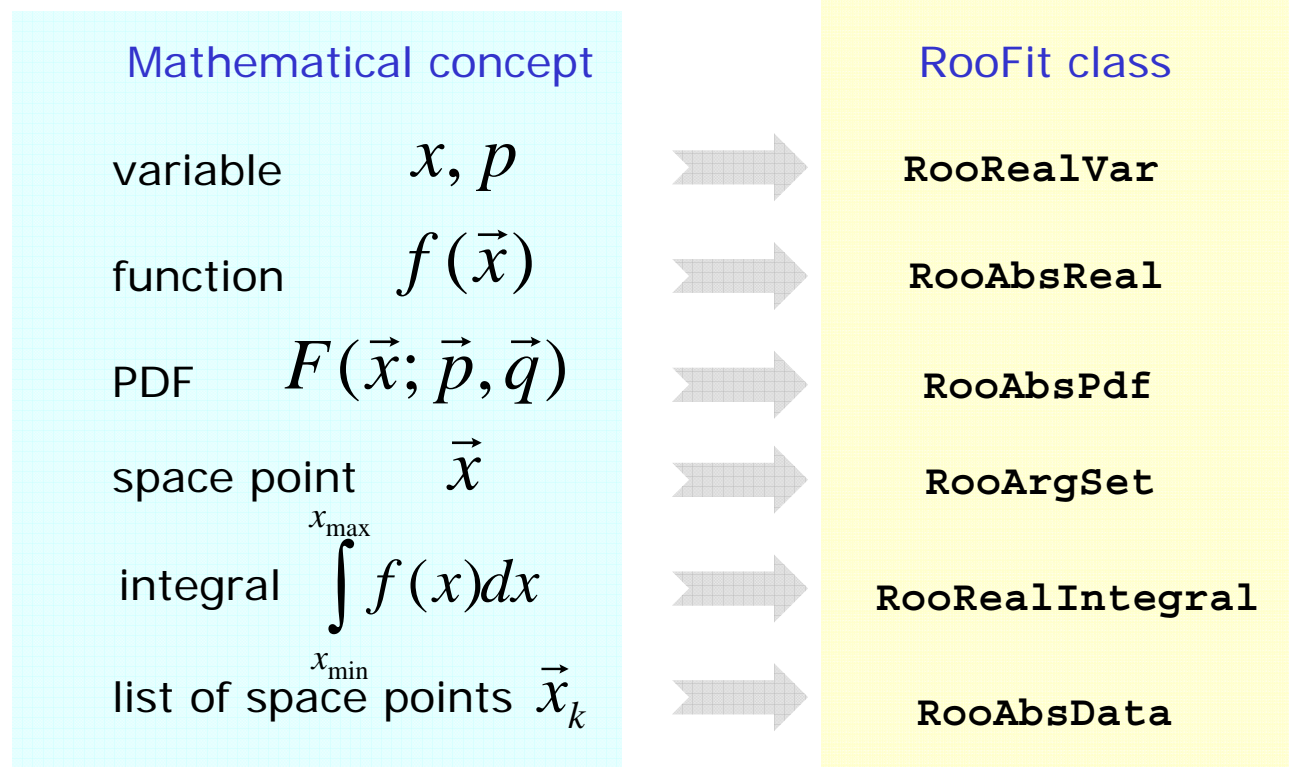 Mathematical concept RooFit class
variable x, p RooRealVar
function f(x⃗) RooAbsReal
PDF F(x⃗; p⃗, q⃗) RooAbsPdf
space point x⃗ RooArgSet
integral ∫_{x_min}^{x_max} f(x)dx RooRealIntegral
list of space points x⃗_k RooAbsData